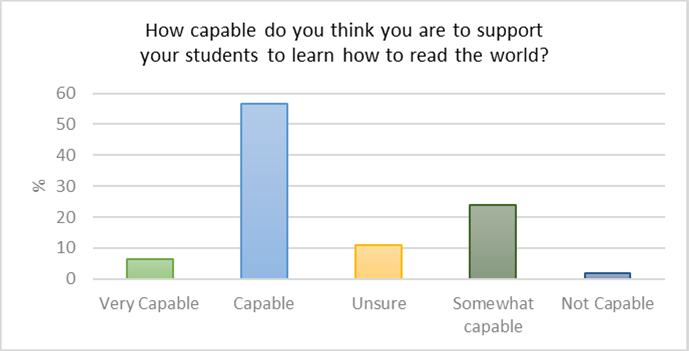 How capable do you think you are to support
your students to learn how to read the world?
60
50
40
30
20
10
0
%
Very Capable
Capable
Unsure
Somewhat
capable
Not Capable